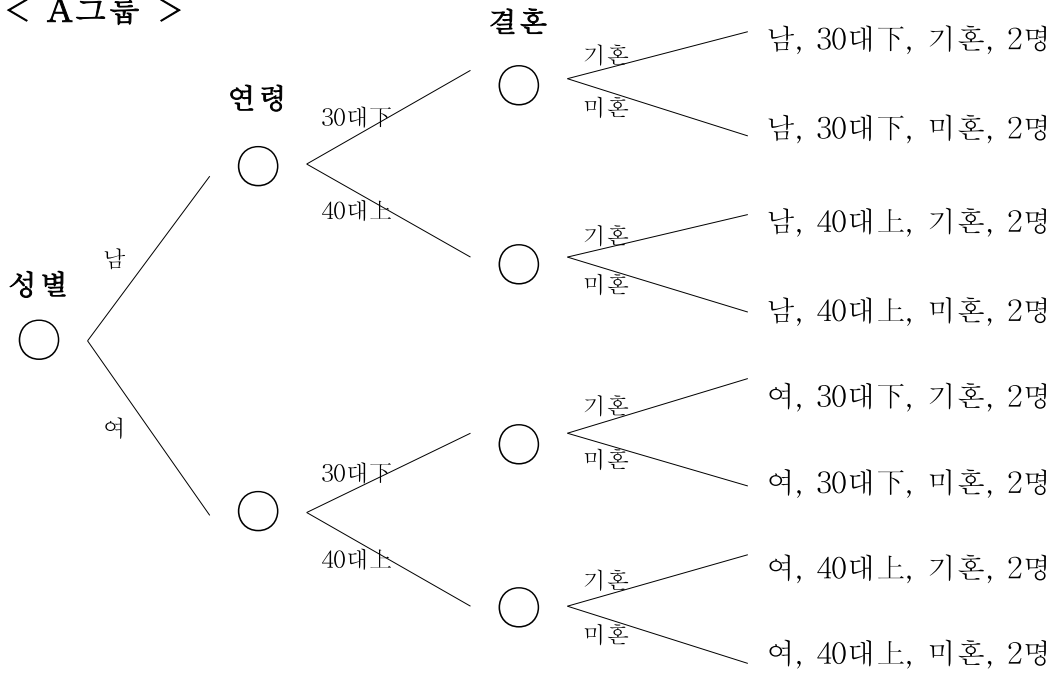 < A그룹 >
결혼
기혼
남, 30대下, 기혼, 2명
연령
30대下
미혼
남, 30대下, 미혼, 2명
40대上
기혼
남, 40대上, 기혼, 2명
남
미혼
남, 40대上, 미혼, 2명
성별
기혼
여, 30대下, 기혼, 2명
여
30대下
미혼
여, 30대下, 미혼, 2명
40대上
기혼
여, 40대上, 기혼, 2명
미혼
여, 40대上, 미혼, 2명